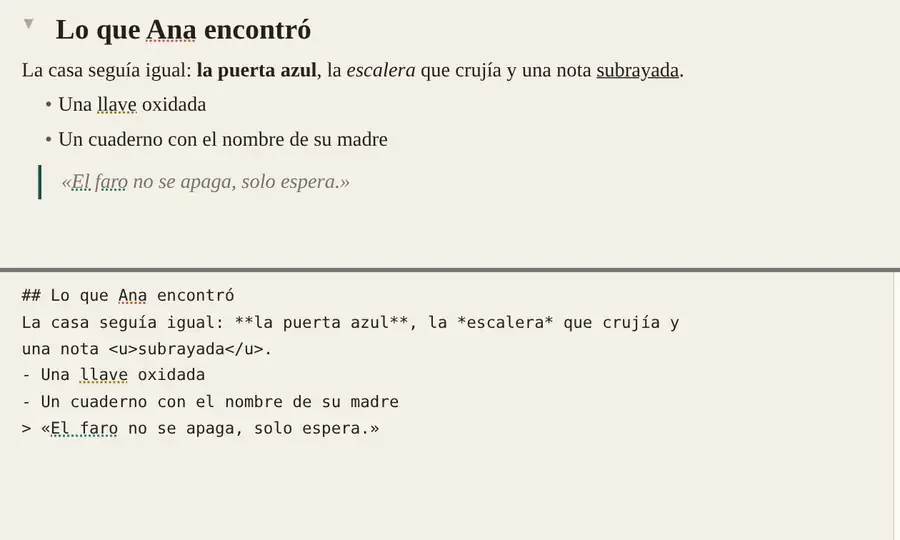 Lo que Ana encontró
La casa seguía igual: la puerta azul, la escalera que crujía y una nota subrayada.
• Una llave oxidada
• Un cuaderno con el nombre de su madre
«El faro no se apaga, solo espera.»
## Lo que Ana encontró
La casa seguía igual: **la puerta azul**, la *escalera* que crujía y
una nota <u>subrayada</u>.
- Una llave oxidada
- Un cuaderno con el nombre de su madre
> «El faro no se apaga, solo espera.»